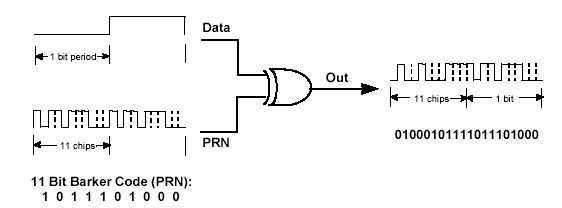 Data
1 bit period
Out
11 chips
1 bit
11 chips
PRN
01000101111011101000
11 Bit Barker Code (PRN):
1 0 1 1 1 0 1 0 0 0